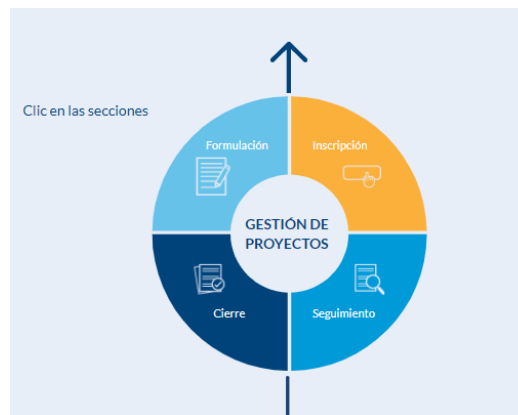 Clic en las secciones
Formulación
Inscripción
GESTIÓN DE
PROYECTOS
Cierre
Seguimiento